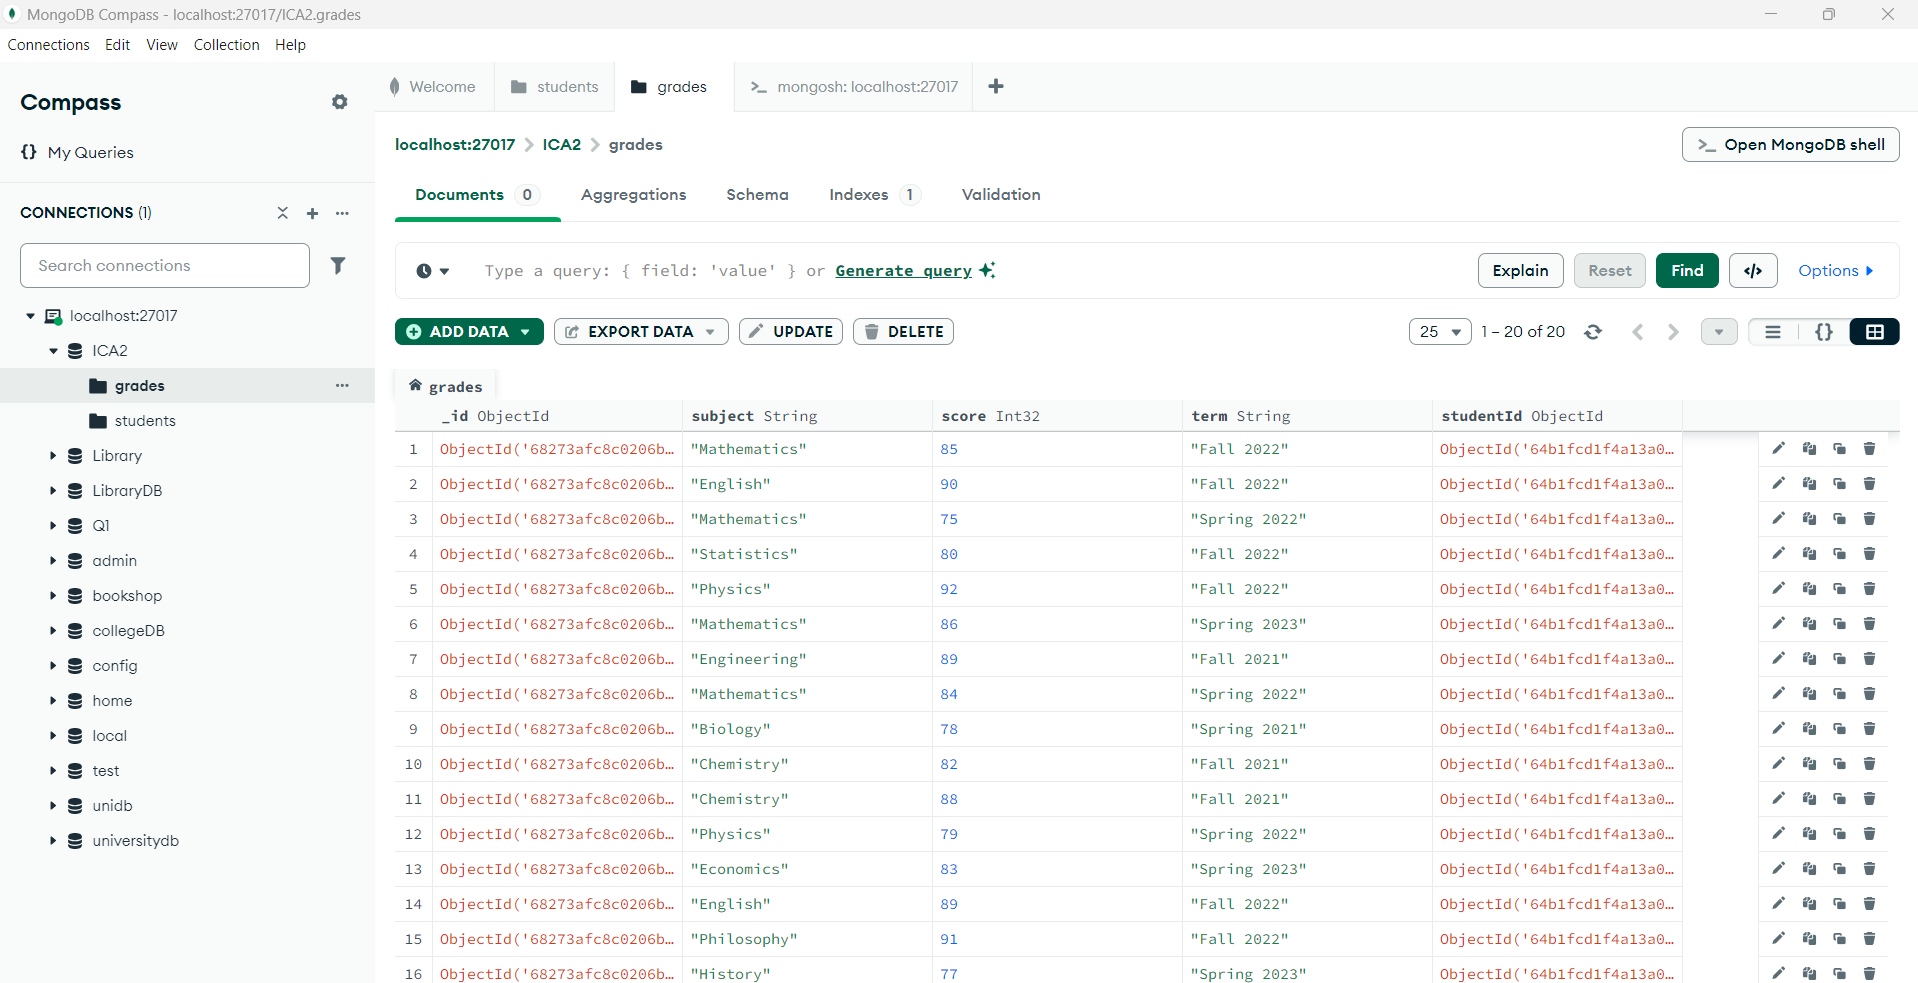 MongoDB Compass - localhost:27017/ICA2.grades
Connections Edit View Collection Help
Compass
My Queries
CONNECTIONS (1)
Search connections
localhost:27017
ICA2
grades
students
Library
LibraryDB
Q1
admin
bookshop
collegeDB
config
home
local
test
unidb
universitydb
Welcome students grades >_ mongosh: localhost:27017
localhost:27017 > ICA2 > grades
>_ Open MongoDB shell
Documents 0 Aggregations Schema Indexes 1 Validation
Type a query: { field: 'value' } or Generate query
Explain Reset Find </> Options
ADD DATA EXPORT DATA UPDATE DELETE
25 1 – 20 of 20
grades
_id ObjectId subject String score Int32 term String studentId ObjectId
1 ObjectId('68273afc8c0206b… "Mathematics" 85 "Fall 2022" ObjectId('64b1fcd1f4a13a0…
2 ObjectId('68273afc8c0206b… "English" 90 "Fall 2022" ObjectId('64b1fcd1f4a13a0…
3 ObjectId('68273afc8c0206b… "Mathematics" 75 "Spring 2022" ObjectId('64b1fcd1f4a13a0…
4 ObjectId('68273afc8c0206b… "Statistics" 80 "Fall 2022" ObjectId('64b1fcd1f4a13a0…
5 ObjectId('68273afc8c0206b… "Physics" 92 "Fall 2022" ObjectId('64b1fcd1f4a13a0…
6 ObjectId('68273afc8c0206b… "Mathematics" 86 "Spring 2023" ObjectId('64b1fcd1f4a13a0…
7 ObjectId('68273afc8c0206b… "Engineering" 89 "Fall 2021" ObjectId('64b1fcd1f4a13a0…
8 ObjectId('68273afc8c0206b… "Mathematics" 84 "Spring 2022" ObjectId('64b1fcd1f4a13a0…
9 ObjectId('68273afc8c0206b… "Biology" 78 "Spring 2021" ObjectId('64b1fcd1f4a13a0…
10 ObjectId('68273afc8c0206b… "Chemistry" 82 "Fall 2021" ObjectId('64b1fcd1f4a13a0…
11 ObjectId('68273afc8c0206b… "Chemistry" 88 "Fall 2021" ObjectId('64b1fcd1f4a13a0…
12 ObjectId('68273afc8c0206b… "Physics" 79 "Spring 2022" ObjectId('64b1fcd1f4a13a0…
13 ObjectId('68273afc8c0206b… "Economics" 83 "Spring 2023" ObjectId('64b1fcd1f4a13a0…
14 ObjectId('68273afc8c0206b… "English" 89 "Fall 2022" ObjectId('64b1fcd1f4a13a0…
15 ObjectId('68273afc8c0206b… "Philosophy" 91 "Fall 2022" ObjectId('64b1fcd1f4a13a0…
16 ObjectId('68273afc8c0206b… "History" 77 "Spring 2023" ObjectId('64b1fcd1f4a13a0…